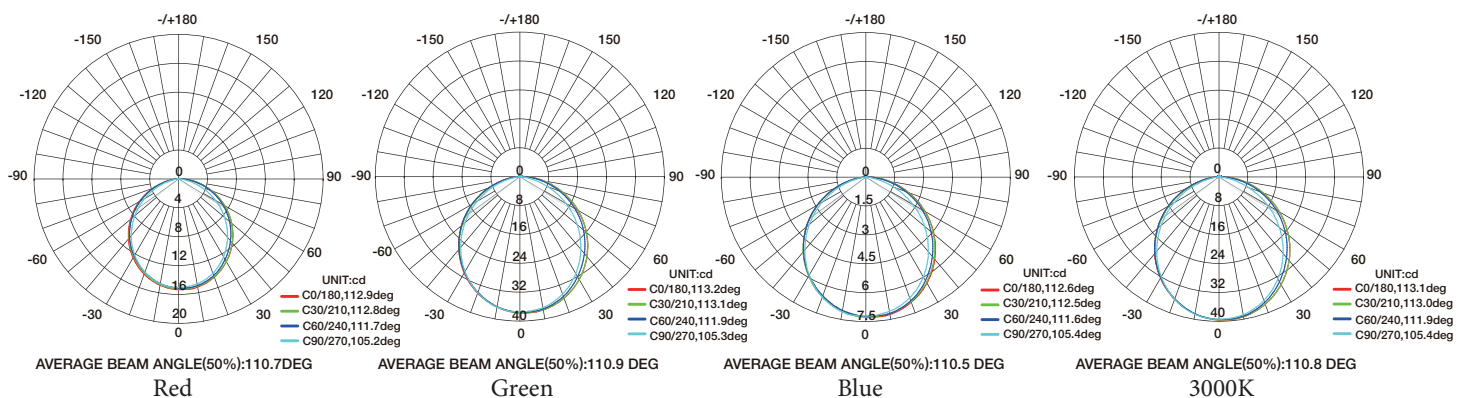 -/+180
-150
150
-120
120
-90
90
0
4
8
12
16
20
-60
60
-30
30
0
UNIT:cd
C0/180,112.9deg
C30/210,112.8deg
C60/240,111.7deg
C90/270,105.2deg
AVERAGE BEAM ANGLE(50%):110.7DEG
Red
-/+180
-150
150
-120
120
-90
90
0
8
16
24
32
40
-60
60
-30
30
0
UNIT:cd
C0/180,113.2deg
C30/210,113.1deg
C60/240,111.9deg
C90/270,105.3deg
AVERAGE BEAM ANGLE(50%):110.9 DEG
Green
-/+180
-150
150
-120
120
-90
90
0
1.5
3
4.5
6
7.5
-60
60
-30
30
0
UNIT:cd
C0/180,112.6deg
C30/210,112.5deg
C60/240,111.6deg
C90/270,105.4deg
AVERAGE BEAM ANGLE(50%):110.5 DEG
Blue
-/+180
-150
150
-120
120
-90
90
0
8
16
24
32
40
-60
60
-30
30
0
UNIT:cd
C0/180,113.1deg
C30/210,113.0deg
C60/240,111.9deg
C90/270,105.4deg
AVERAGE BEAM ANGLE(50%):110.8 DEG
3000K